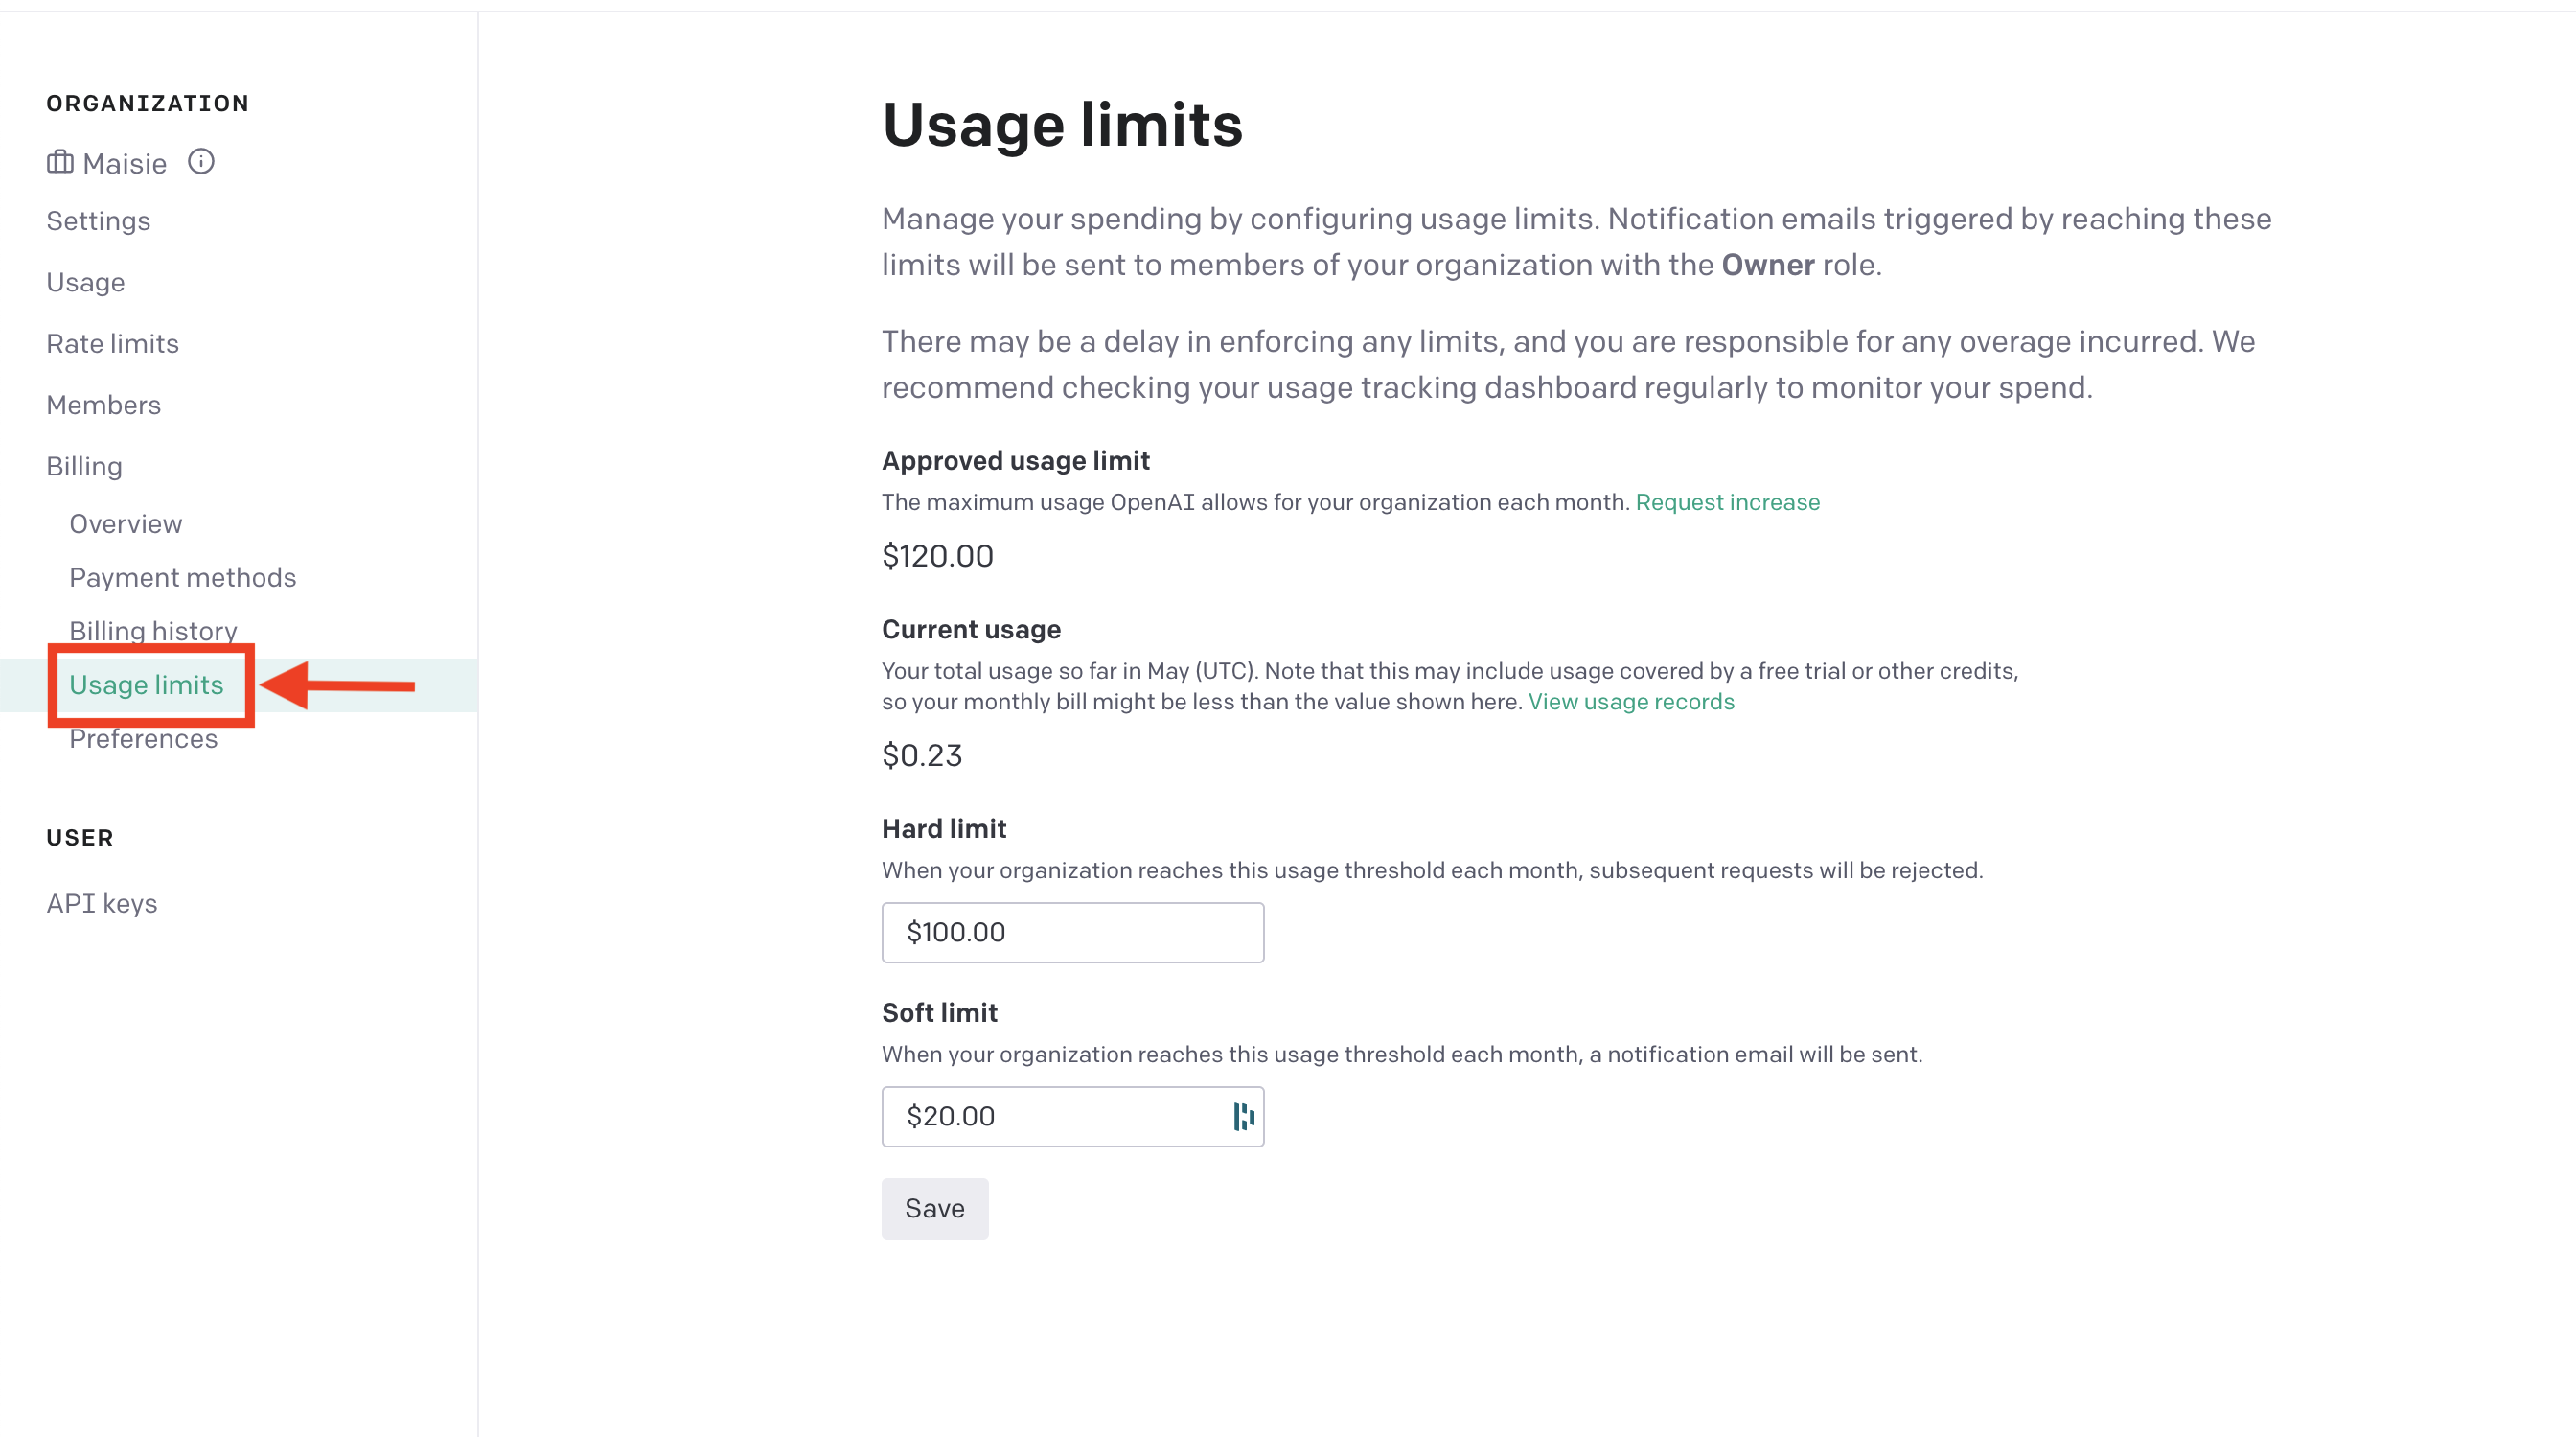 ORGANIZATION
Maisie
Settings
Usage
Rate limits
Members
Billing
Overview
Payment methods
Billing history
Usage limits
Preferences
USER
API keys
Usage limits
Manage your spending by configuring usage limits. Notification emails triggered by reaching these
limits will be sent to members of your organization with the Owner role.
There may be a delay in enforcing any limits, and you are responsible for any overage incurred. We
recommend checking your usage tracking dashboard regularly to monitor your spend.
Approved usage limit
The maximum usage OpenAI allows for your organization each month. Request increase
$120.00
Current usage
Your total usage so far in May (UTC). Note that this may include usage covered by a free trial or other credits,
so your monthly bill might be less than the value shown here. View usage records
$0.23
Hard limit
When your organization reaches this usage threshold each month, subsequent requests will be rejected.
$100.00
Soft limit
When your organization reaches this usage threshold each month, a notification email will be sent.
$20.00
Save